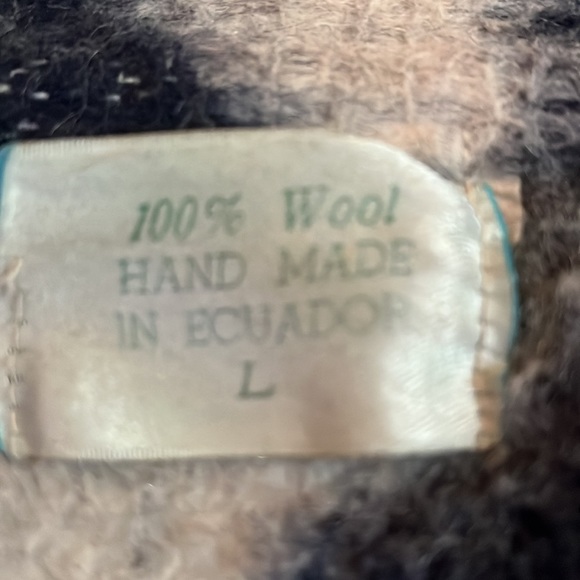 100% Wool
HAND MADE
IN ECUADOR
L